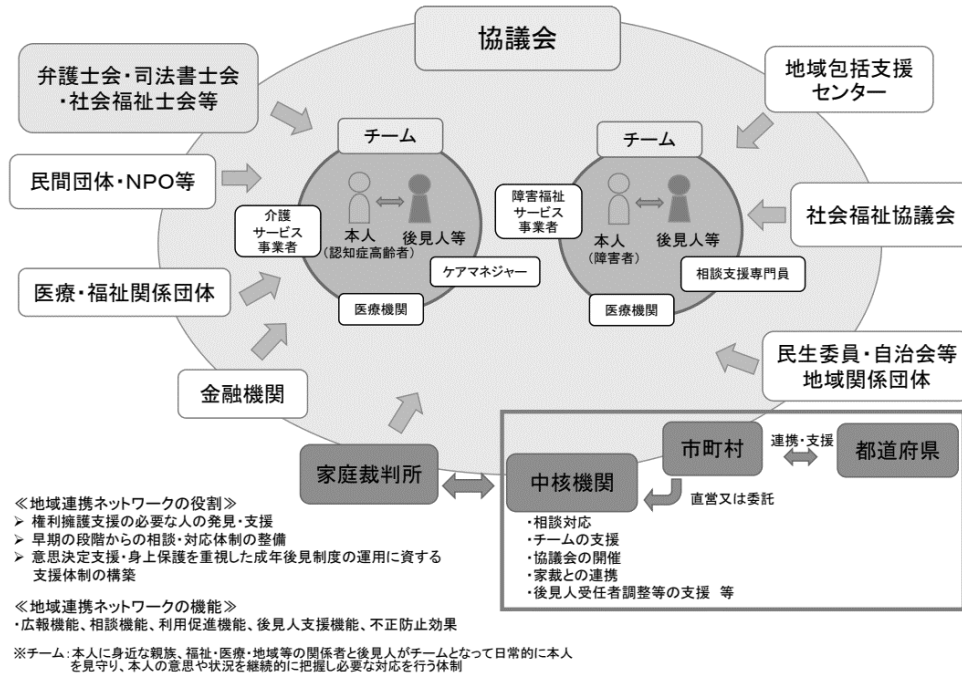 協議会
弁護士会・司法書士会
・社会福祉士会等
地域包括支援
センター
チーム
チーム
民間団体・NPO等
介護
サービス
事業者
本人
(認知症高齢者)
後見人等
ケアマネジャー
医療機関
障害福祉
サービス
事業者
本人
(障害者)
後見人等
相談支援専門員
医療機関
社会福祉協議会
医療・福祉関係団体
金融機関
民生委員・自治会等
地域関係団体
家庭裁判所
中核機関
市町村
連携・支援
都道府県
直営又は委託
・相談対応
・チームの支援
・協議会の開催
・家裁との連携
・後見人受任者調整等の支援 等
≪地域連携ネットワークの役割≫
➢ 権利擁護支援の必要な人の発見・支援
➢ 早期の段階からの相談・対応体制の整備
➢ 意思決定支援・身上保護を重視した成年後見制度の運用に資する
支援体制の構築
≪地域連携ネットワークの機能≫
・広報機能、相談機能、利用促進機能、後見人支援機能、不正防止効果
※チーム:本人に身近な親族、福祉・医療・地域等の関係者と後見人がチームとなって日常的に本人
を見守り、本人の意思や状況を継続的に把握し必要な対応を行う体制